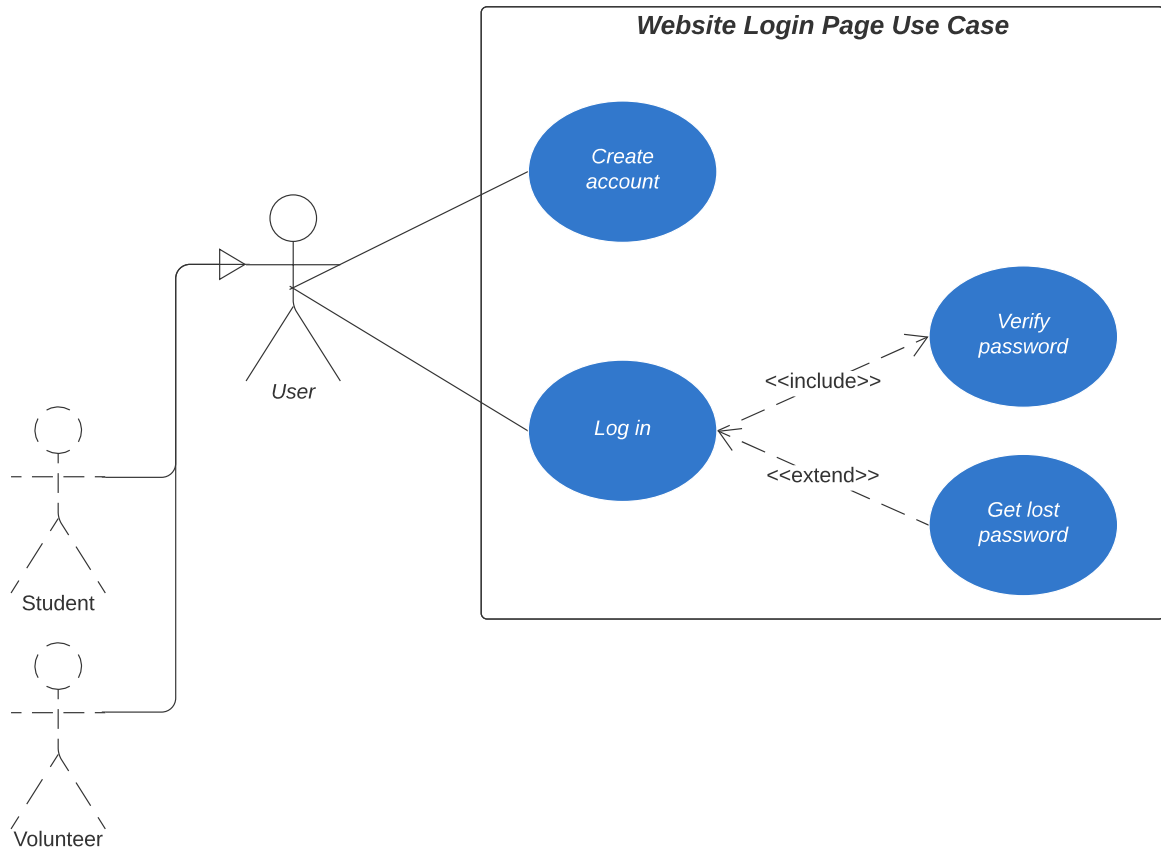 Website Login Page Use Case
Create
account
User
Log in
Verify
password
<<include>>
<<extend>>
Get lost
password
Student
Volunteer